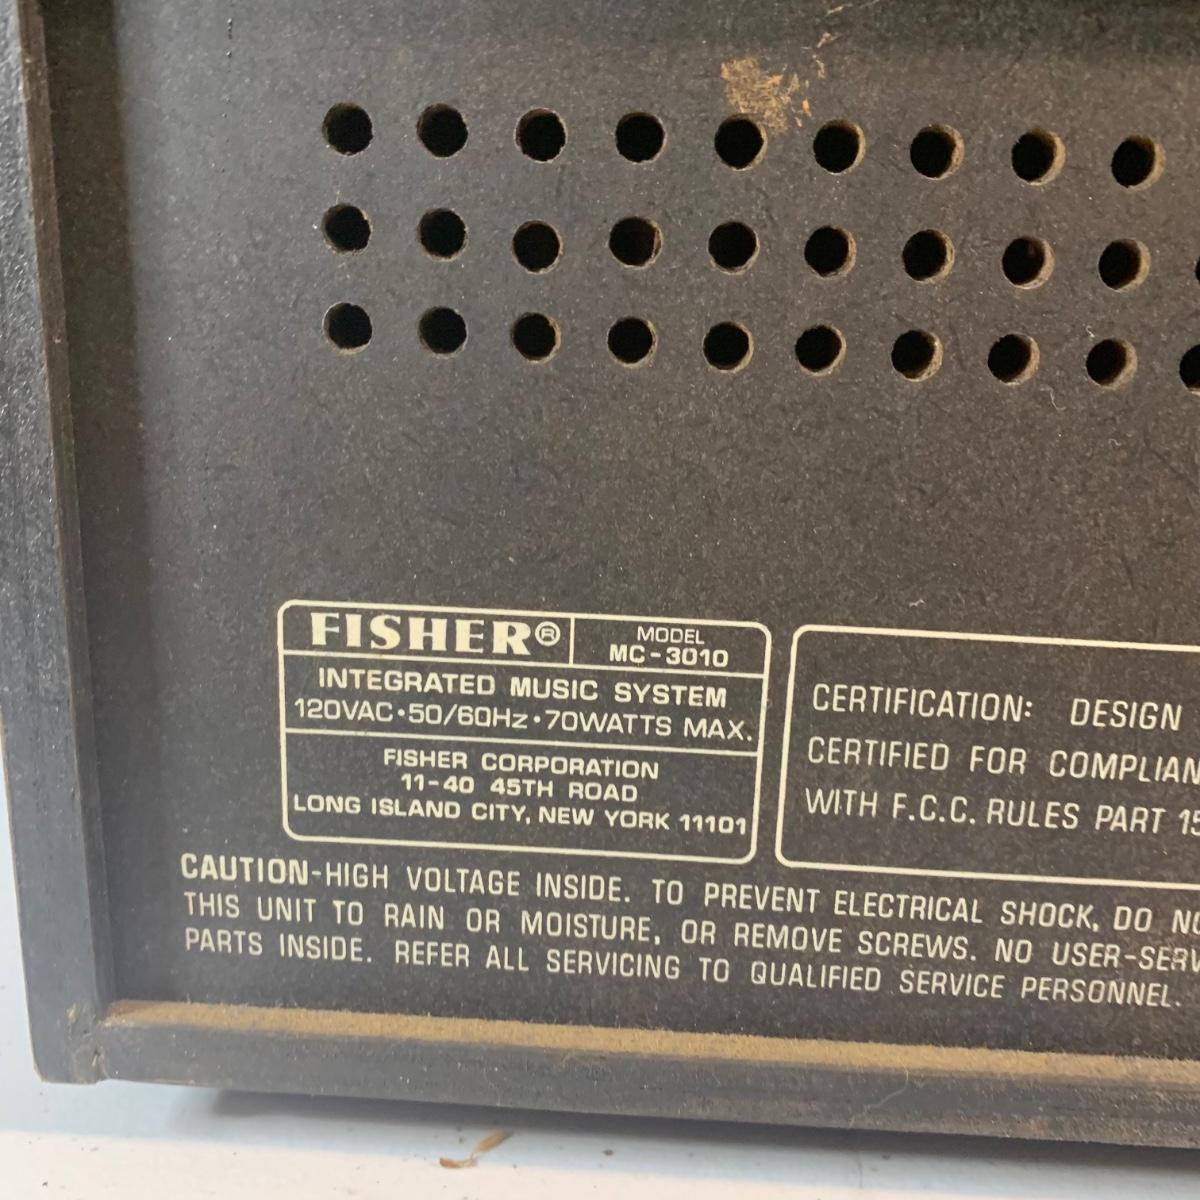 FISHER®
MODEL
MC-3010
INTEGRATED MUSIC SYSTEM
120VAC•50/60Hz•70WATTS MAX.
FISHER CORPORATION
11-40 45TH ROAD
LONG ISLAND CITY, NEW YORK 11101
CERTIFICATION: DESIGN
CERTIFIED FOR COMPLIAN
WITH F.C.C. RULES PART 15
CAUTION-HIGH VOLTAGE INSIDE. TO PREVENT ELECTRICAL SHOCK, DO NO
THIS UNIT TO RAIN OR MOISTURE, OR REMOVE SCREWS. NO USER-SERV
PARTS INSIDE. REFER ALL SERVICING TO QUALIFIED SERVICE PERSONNEL.